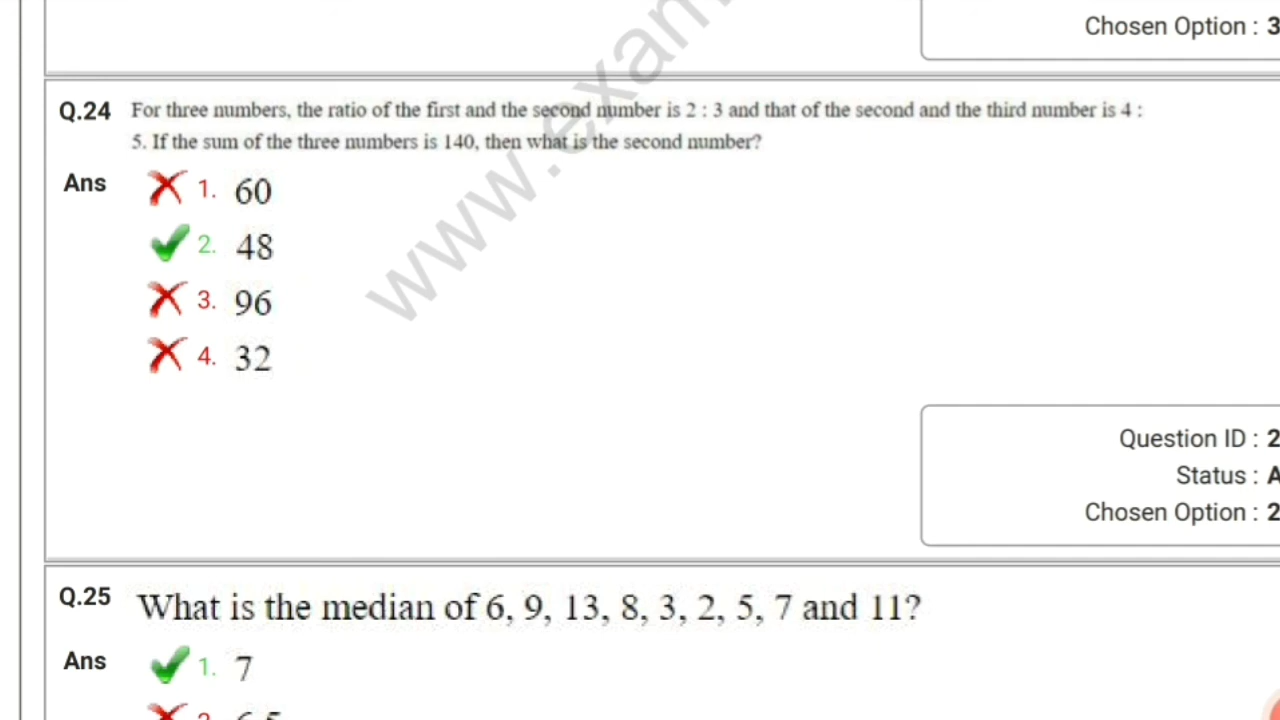 Chosen Option : 3
Q.24 For three numbers, the ratio of the first and the second number is 2 : 3 and that of the second and the third number is 4 :
5. If the sum of the three numbers is 140, then what is the second number?
Ans 1. 60
2. 48
3. 96
4. 32
www.exam
Question ID : 2
Status : A
Chosen Option : 2
Q.25 What is the median of 6, 9, 13, 8, 3, 2, 5, 7 and 11?
Ans 1. 7